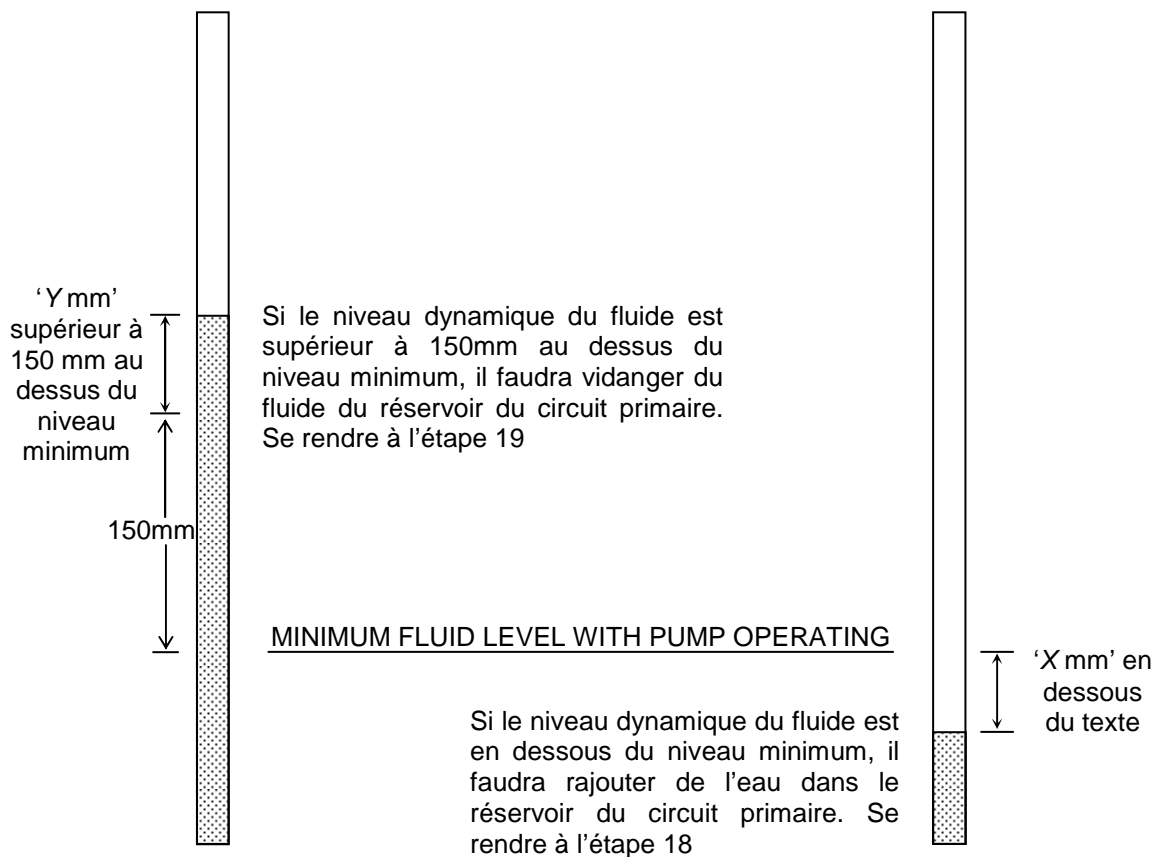 ‘Y mm’
supérieur à
150 mm au
dessus du
niveau
minimum
Si le niveau dynamique du fluide est
supérieur à 150mm au dessus du
niveau minimum, il faudra vidanger du
fluide du réservoir du circuit primaire.
Se rendre à l’étape 19
150mm
MINIMUM FLUID LEVEL WITH PUMP OPERATING
‘X mm’ en
dessous
du texte
Si le niveau dynamique du fluide est
en dessous du niveau minimum, il
faudra rajouter de l’eau dans le
réservoir du circuit primaire. Se
rendre à l’étape 18